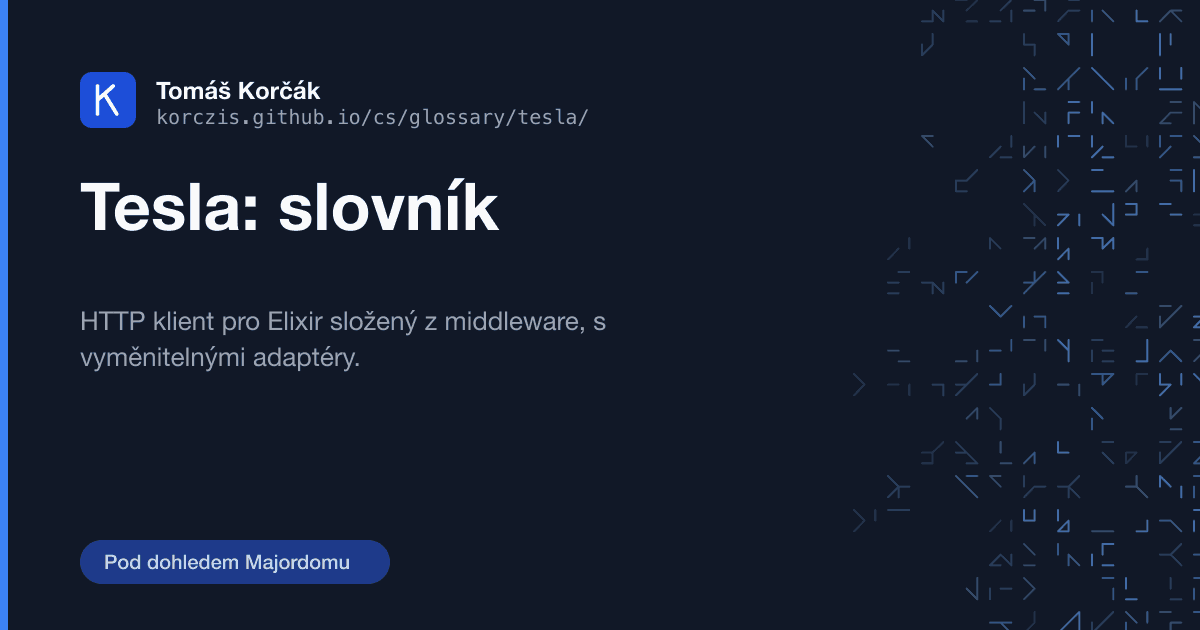 K
Tomáš Korčák
korczis.github.io/cs/glossary/tesla/
Tesla: slovník
HTTP klient pro Elixir složený z middleware, s
vyměnitelnými adaptéry.
Pod dohledem Majordomu